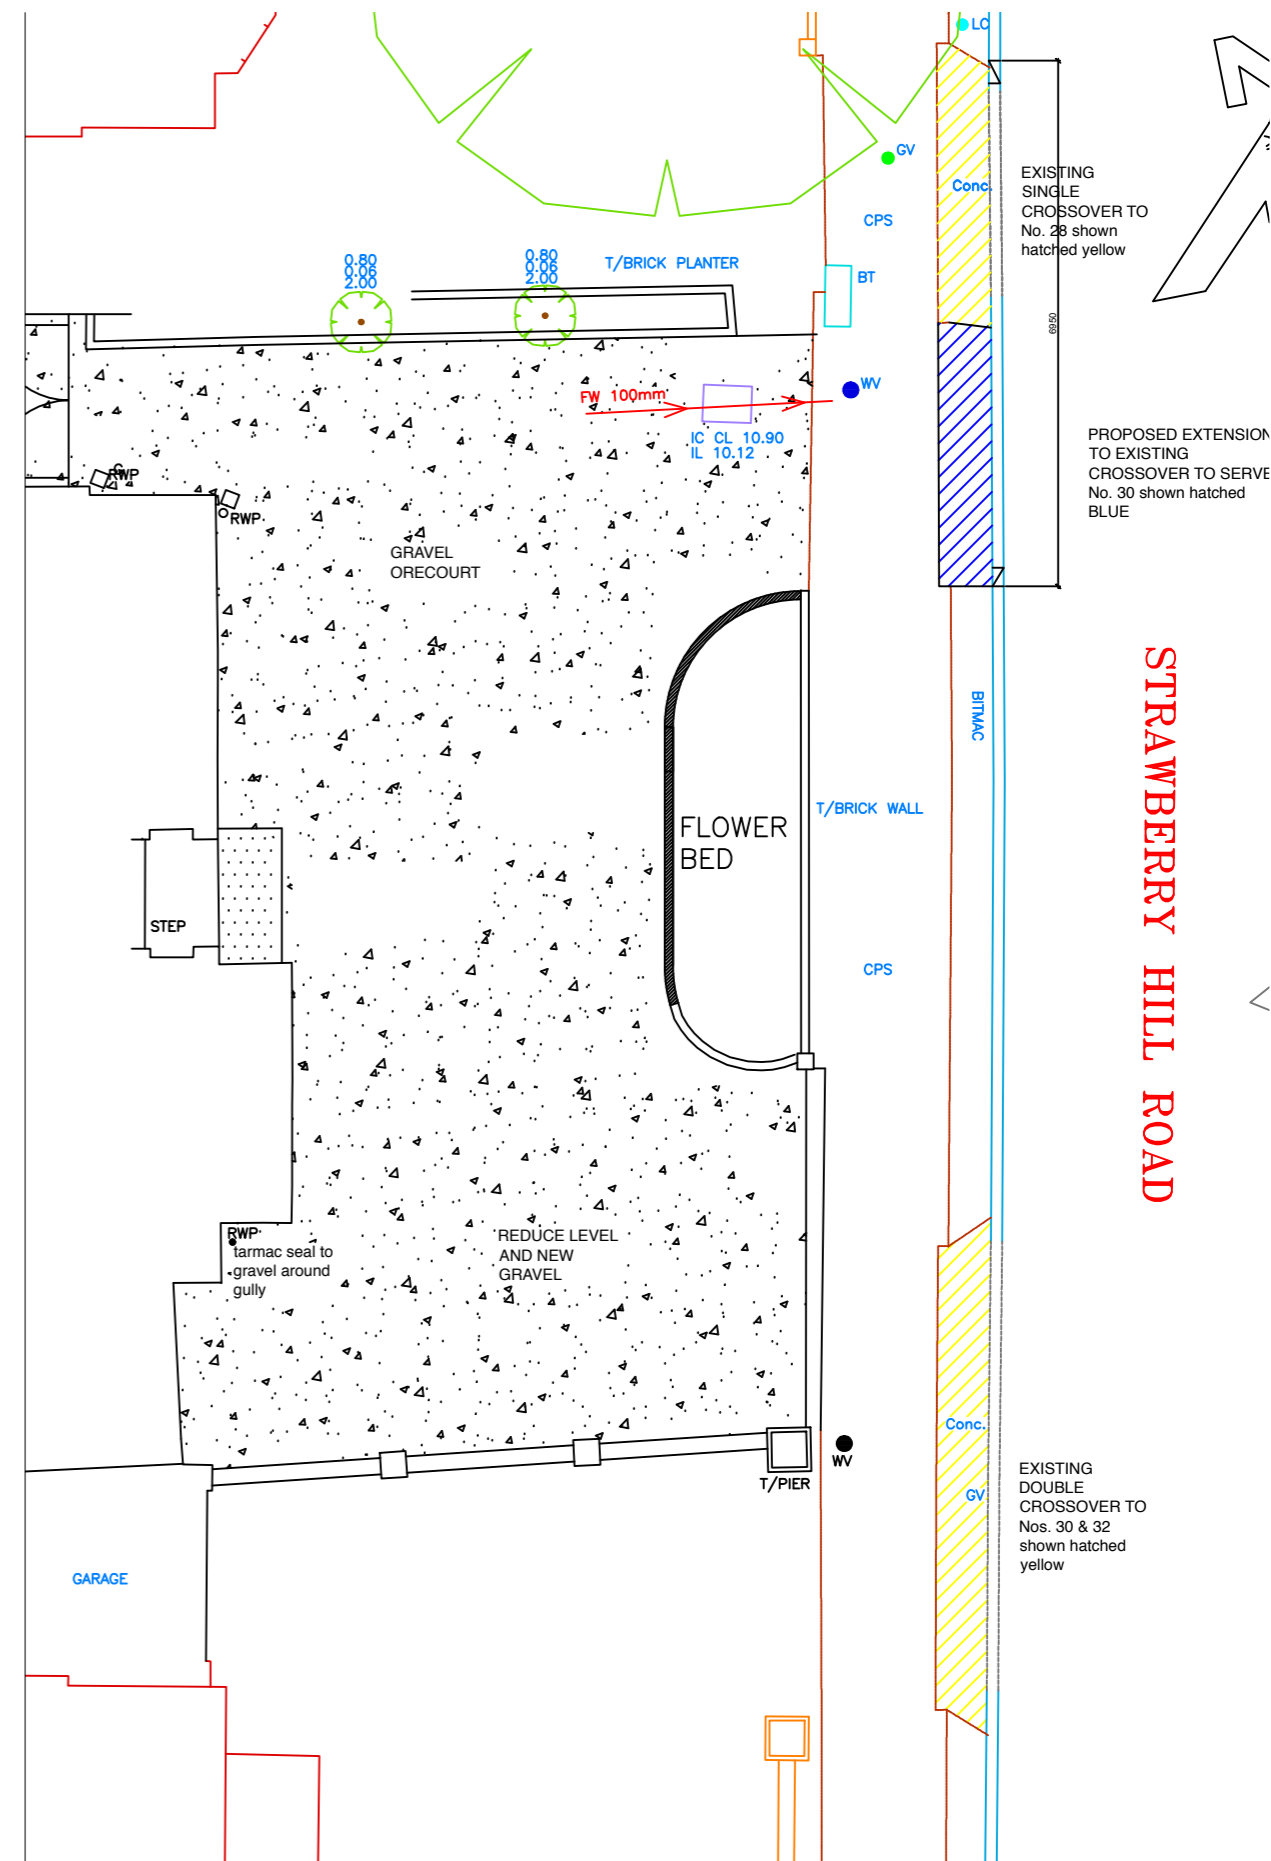 LC
GV
Conc.
EXISTING
SINGLE
CROSSOVER TO
No. 28 shown
hatched yellow
CPS
0.80
0.06
2.00
0.80
0.06
2.00
T/BRICK PLANTER
BT
6950
FW 100mm
WV
IC CL 10.90
IL 10.12
PROPOSED EXTENSION
TO EXISTING
CROSSOVER TO SERVE
No. 30 shown hatched
BLUE
G
RWP
RWP
GRAVEL
ORECOURT
STRAWBERRY HILL ROAD
BITMAC
T/BRICK WALL
FLOWER
BED
STEP
CPS
RWP
tarmac seal to
gravel around
gully
REDUCE LEVEL
AND NEW
GRAVEL
Conc.
WV
T/PIER
GV
EXISTING
DOUBLE
CROSSOVER TO
Nos. 30 & 32
shown hatched
yellow
GARAGE